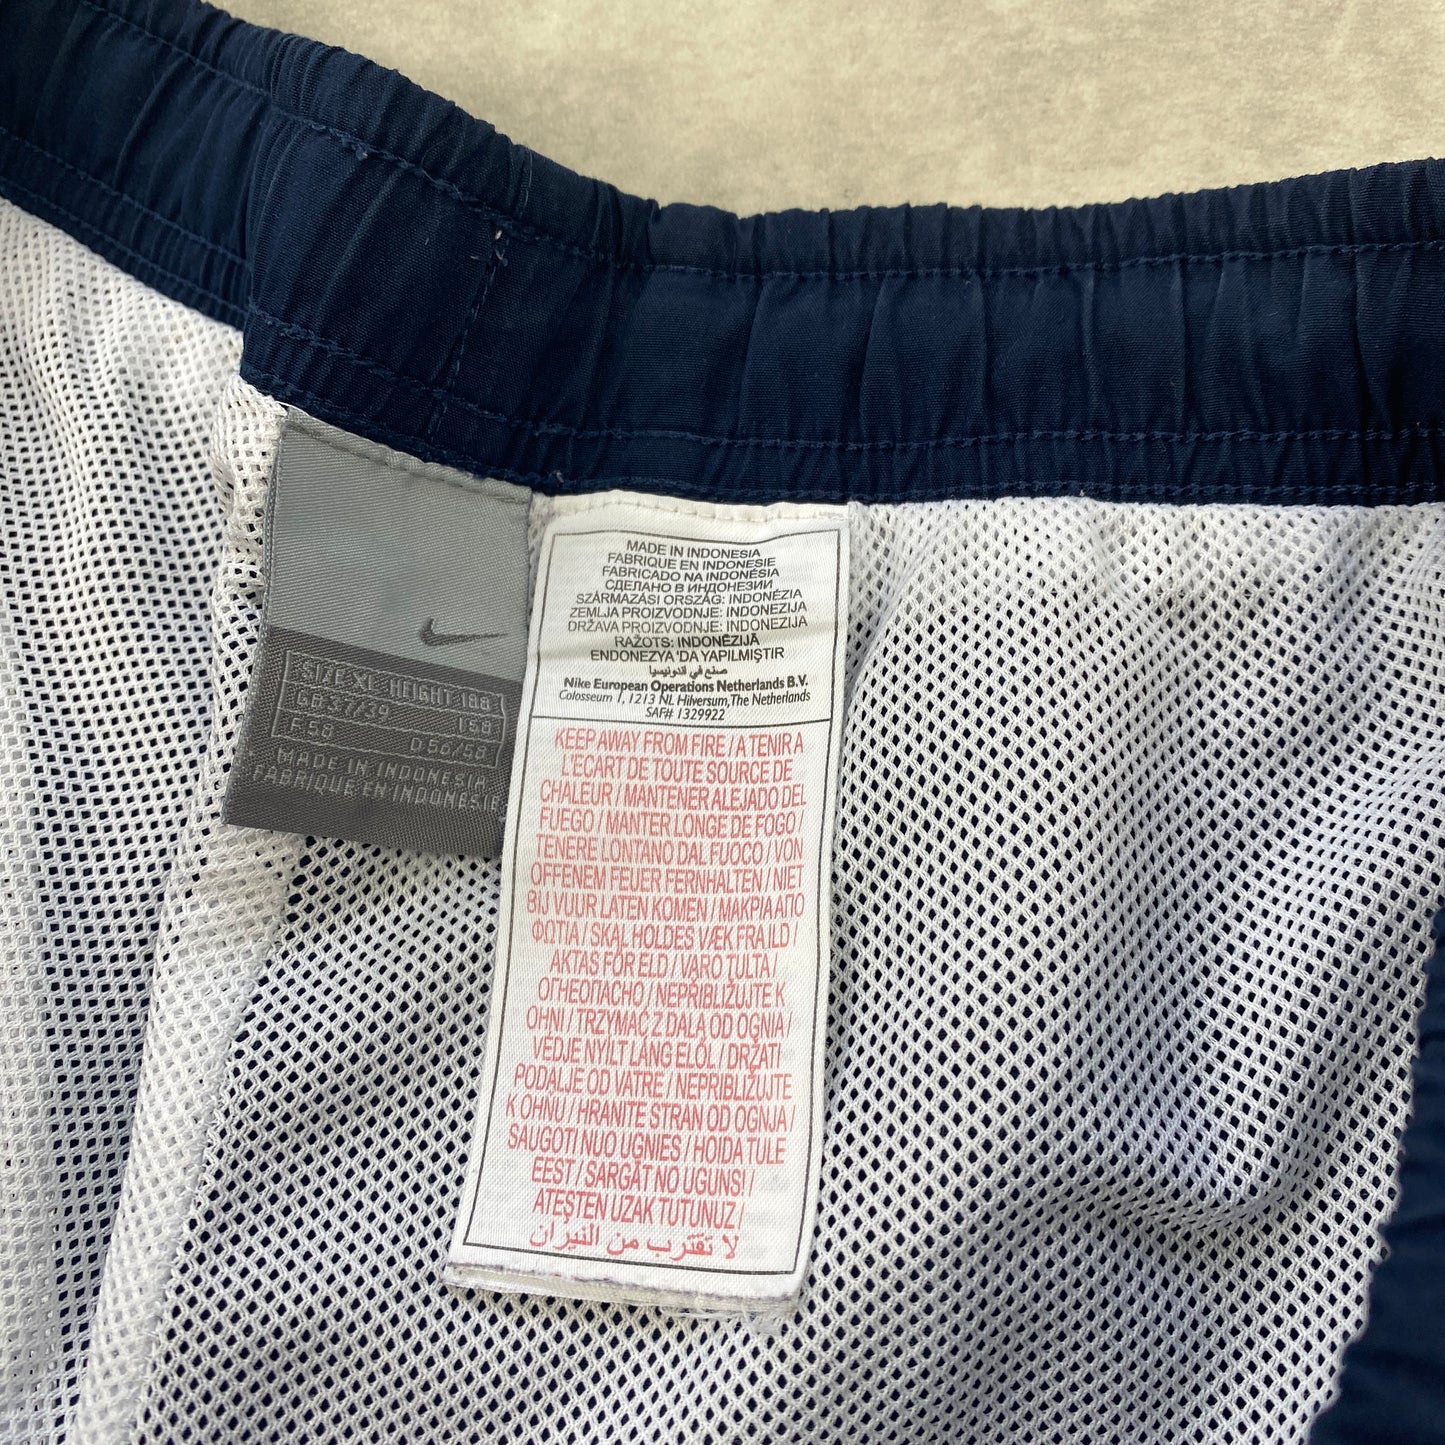 SIZE XL HEIGHT 188
GB 37/39 I 58
F 58 D 56/58
MADE IN INDONESIA
FABRIQUE EN INDONESIE
MADE IN INDONESIA
FABRIQUE EN INDONESIE
FABRICADO NA INDONÉSIA
СДЕЛАНО В ИНДОНЕЗИИ
SZÁRMAZÁSI ORSZÁG: INDONÉZIA
ZEMLJA PROIZVODNJE: INDONEZIJA
DRŽAVA PROIZVODNJE: INDONEZIJA
RAŽOTS: INDONĒZIJĀ
ENDONEZYA'DA YAPILMIŞTIR
صنع في اندونيسيا
Nike European Operations Netherlands B.V.
Colosseum 1, 1213 NL Hilversum, The Netherlands
SAF# 1329922
KEEP AWAY FROM FIRE / A TENIR A
L'ECART DE TOUTE SOURCE DE
CHALEUR / MANTENER ALEJADO DEL
FUEGO / MANTER LONGE DE FOGO /
TENERE LONTANO DAL FUOCO / VON
OFFENEM FEUER FERNHALTEN / NIET
BIJ VUUR LATEN KOMEN / ΜΑΚΡΙΑ ΑΠΟ
ΦΩΤΙΑ / SKAL HOLDES VÆK FRA ILD /
AKTAS FÖR ELD / VARO TULTA /
ОГНЕОПАСНО / NEPŘIBLIŽUJTE K
OHNI / TRZYMAĆ Z DALA OD OGNIA /
VEDJE NYÍLT LÁNG ELŐL / DRŽATI
PODALJE OD VATRE / NEPRIBLIŽUJTE
K OHŇU / HRANITE STRAN OD OGNJA /
SAUGOTI NUO UGNIES / HOIDA TULE
EEST / SARGĀT NO UGUNS! /
ATEŞTEN UZAK TUTUNUZ /
لا تقترب من النيران